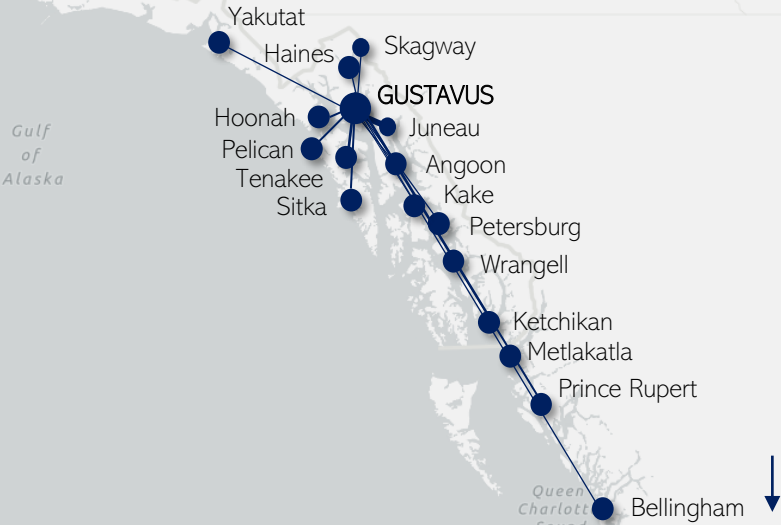 Yakutat
Skagway
Haines
GUSTAVUS
Hoonah
Juneau
Gulf
of
Alaska
Pelican
Angoon
Tenakee
Kake
Sitka
Petersburg
Wrangell
Ketchikan
Metlakatla
Prince Rupert
Queen
Charlott
Sound
Bellingham